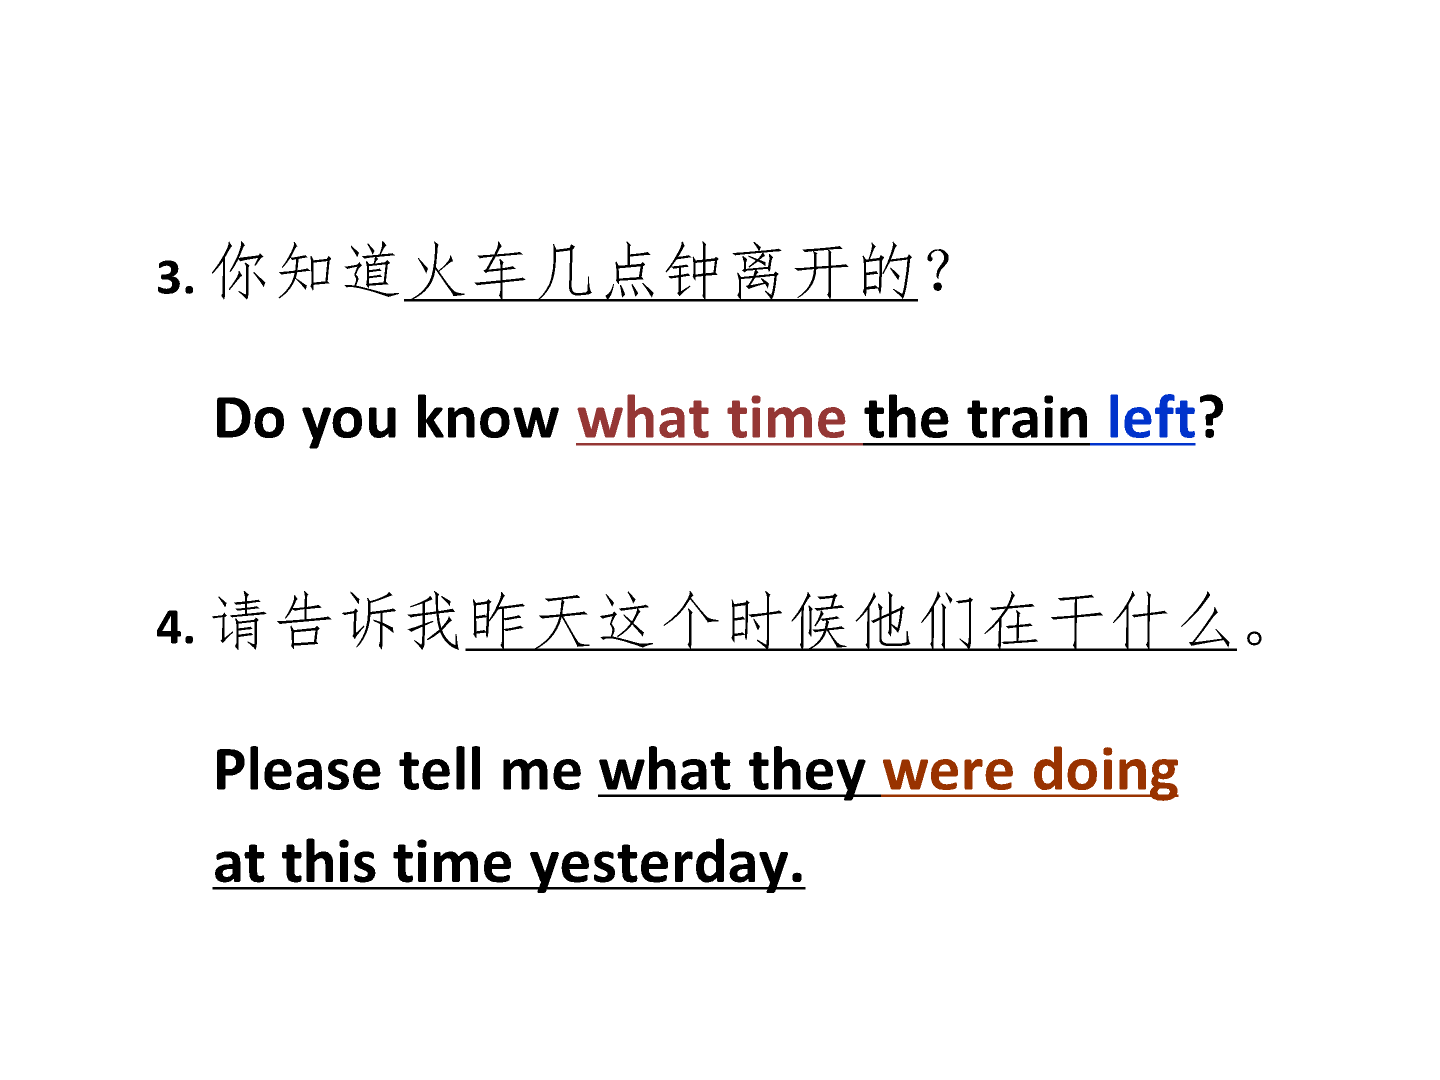 3. 你知道火车几点钟离开的?
Do you know what time the train left?
4. 请告诉我昨天这个时候他们在干什么。
Please tell me what they were doing
at this time yesterday.